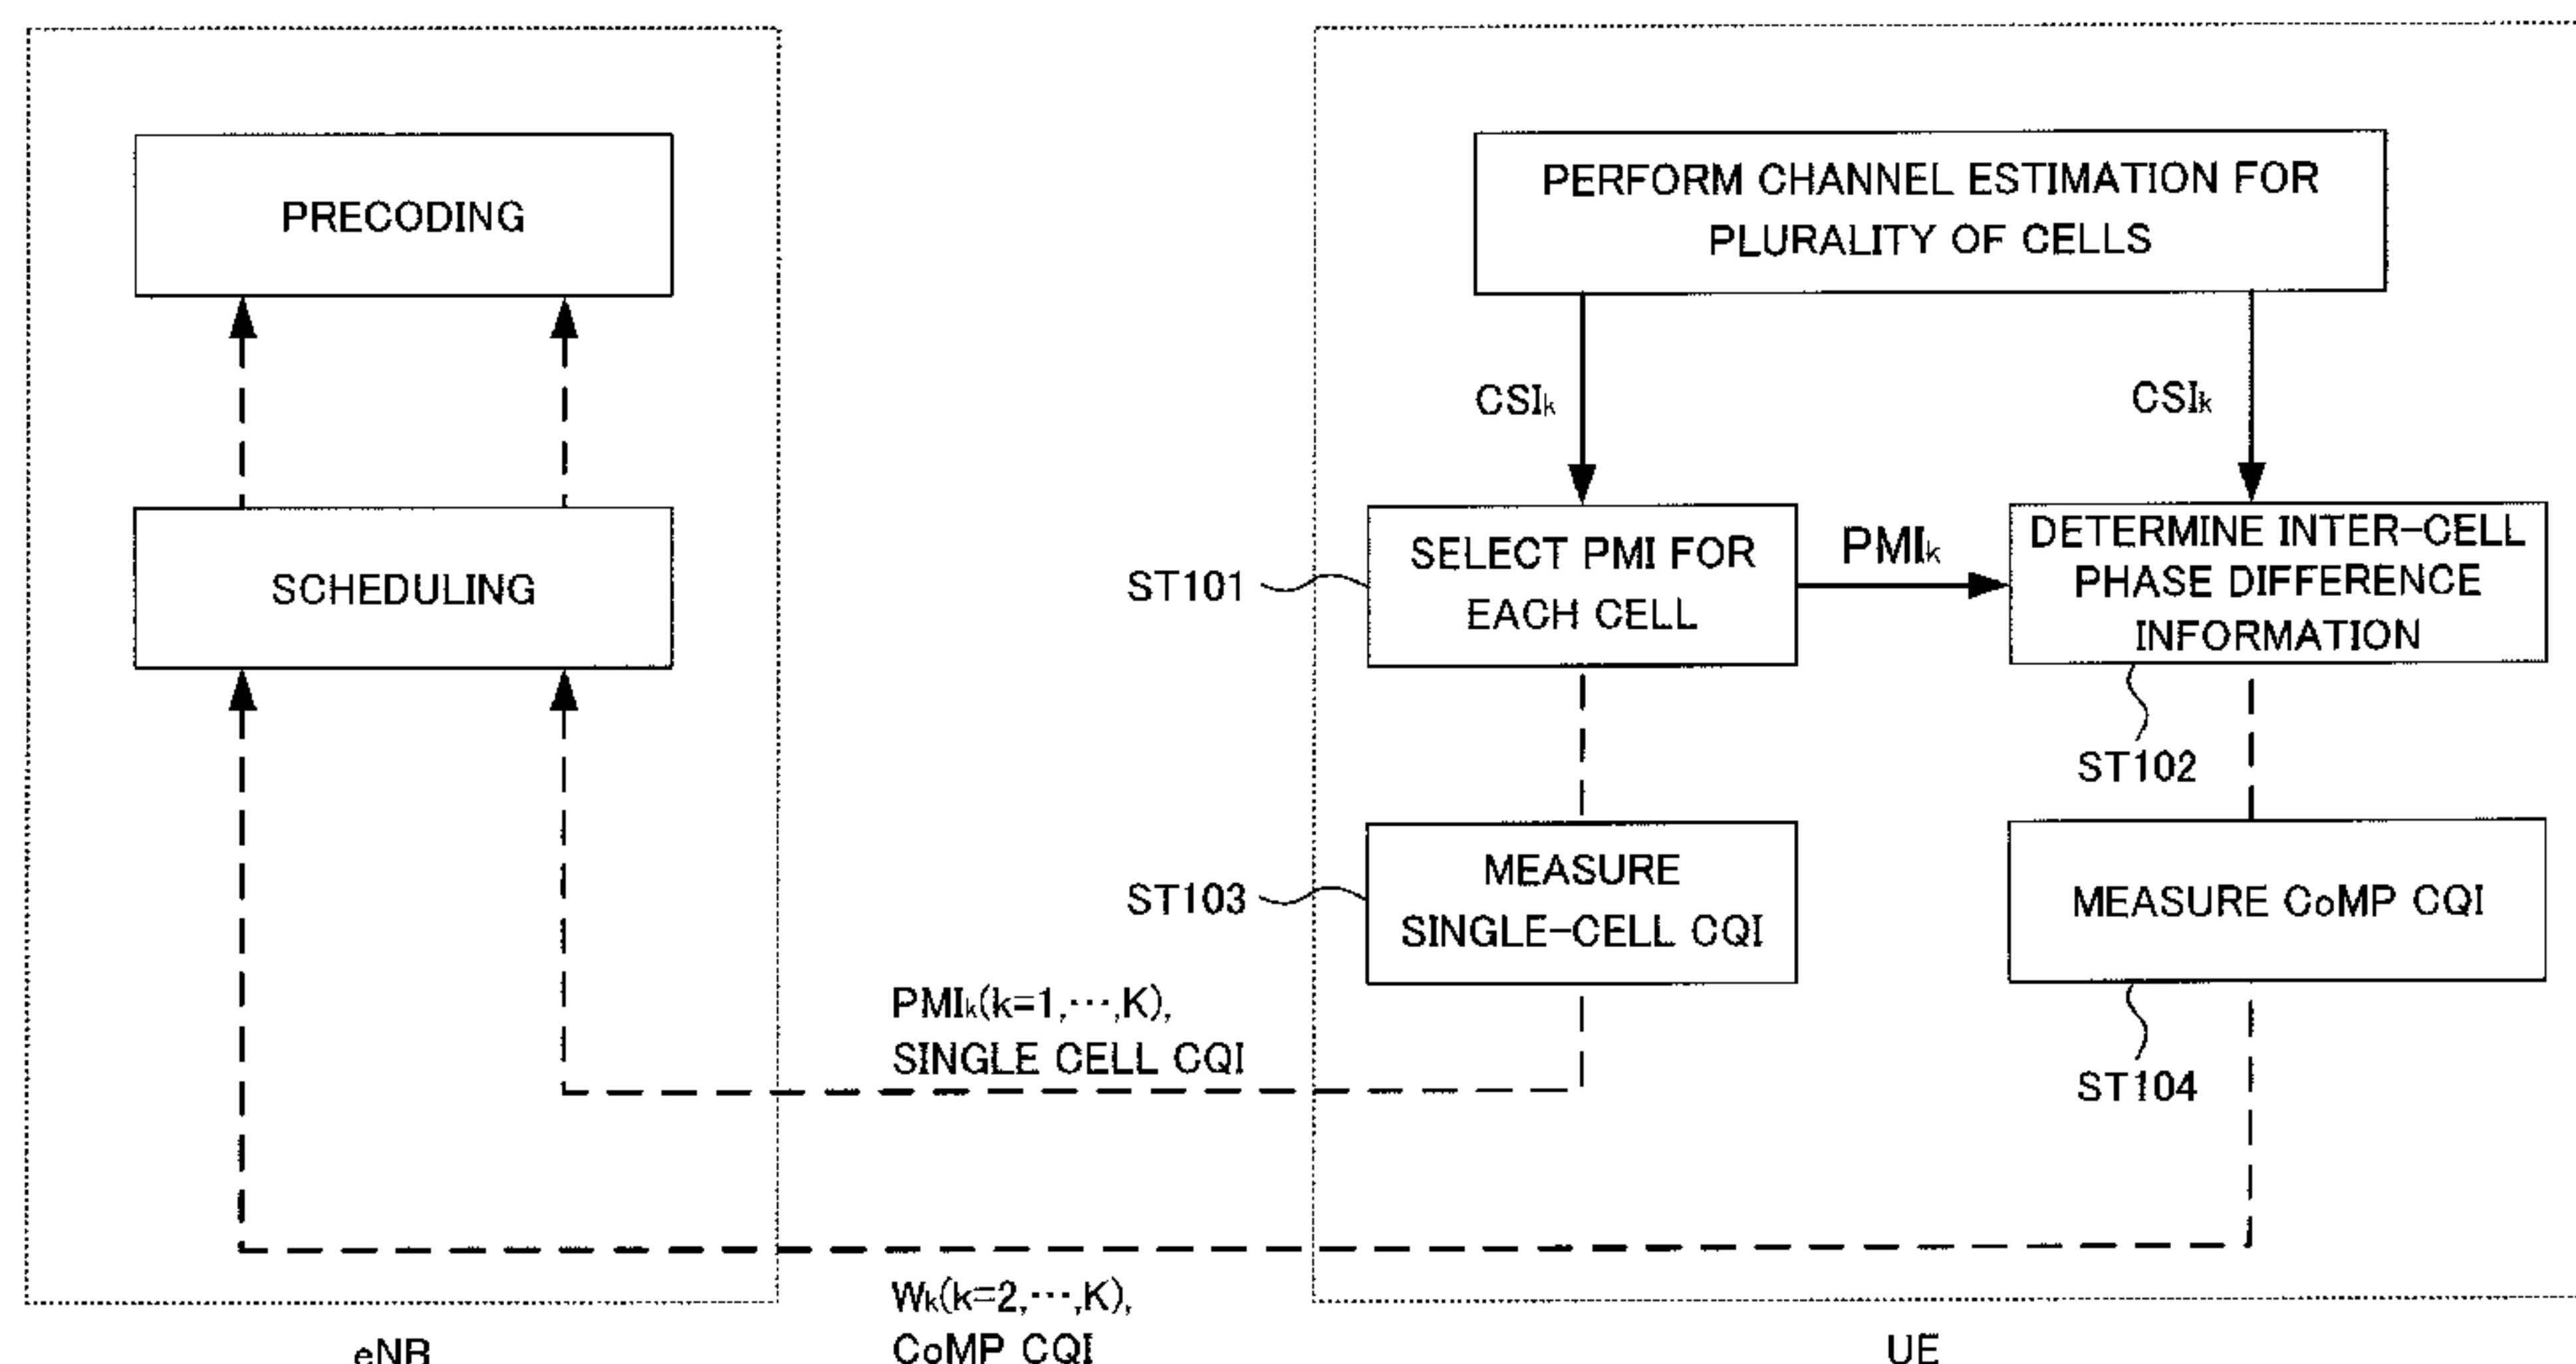 PRECODING
SCHEDULING
PERFORM CHANNEL ESTIMATION FOR
PLURALITY OF CELLS
CSIk
CSIk
ST101
SELECT PMI FOR
EACH CELL
PMIk
DETERMINE INTER-CELL
PHASE DIFFERENCE
INFORMATION
ST102
ST103
MEASURE
SINGLE-CELL CQI
MEASURE CoMP CQI
ST104
PMIk(k=1,···,K),
SINGLE CELL CQI
Wk(k=2,···,K),
CoMP CQI
eNB
UE